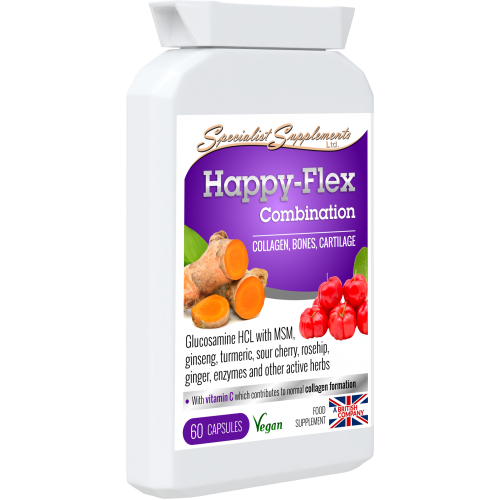 Specialist Supplements
Ltd.
Happy-Flex
Combination
COLLAGEN, BONES, CARTILAGE
Glucosamine HCL with MSM,
ginseng, turmeric, sour cherry, rosehip,
ginger, enzymes and other active herbs
• With vitamin C which contributes to normal collagen formation
60 CAPSULES
Vegan
FOOD
SUPPLEMENT
A BRITISH
COMPANY